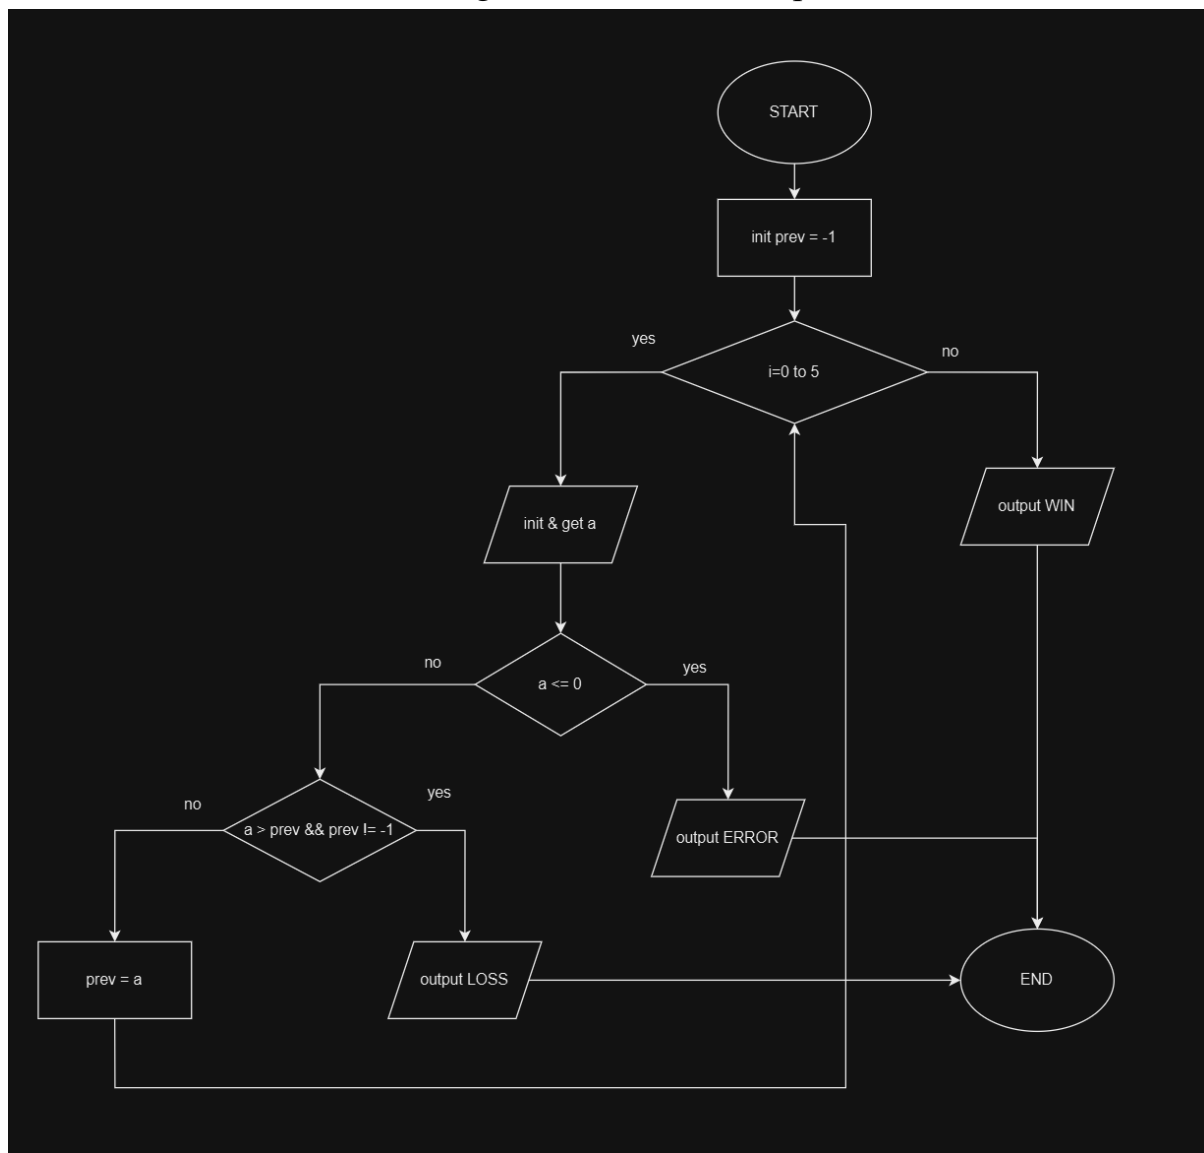 START
init prev = -1
yes
i=0 to 5
no
init & get a
output WIN
no
a <= 0
yes
no
a > prev && prev != -1
yes
output ERROR
prev = a
output LOSS
END